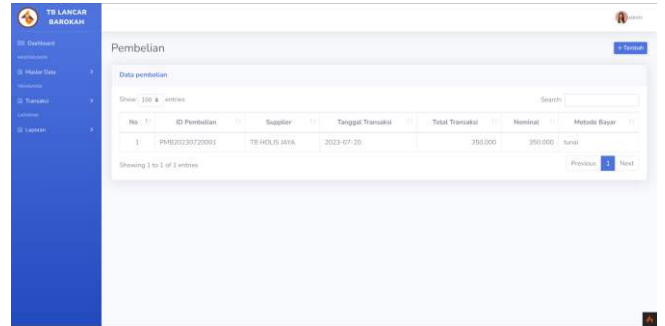 TB LANCAR
BAROKAH
Dashboard
Master Data
Transaksi
Laporan
Pembelian
+ Tambah
Data pembelian
Show 100 entries
Search:
No ID Pembelian Supplier Tanggal Transaksi Total Transaksi Nominal Metode Bayar
1 PMB20230720001 TB HOLIS JAYA 2023-07-20 350.000 350.000 tunai
Showing 1 to 1 of 1 entries
Previous 1 Next